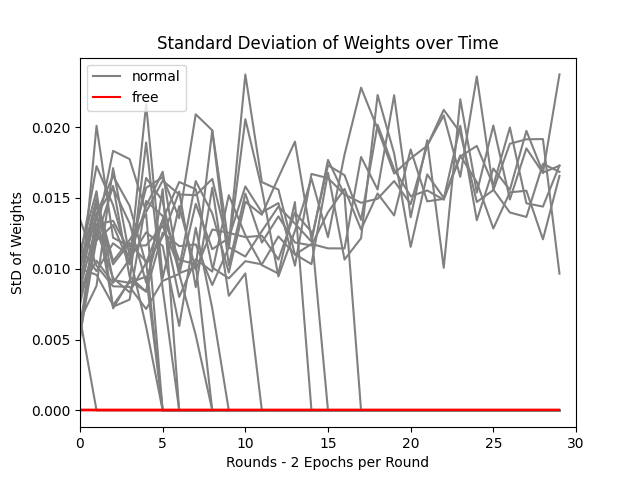 Standard Deviation of Weights over Time
normal
free
StD of Weights
0.020
0.015
0.010
0.005
0.000
0
5
10
15
20
25
30
Rounds - 2 Epochs per Round